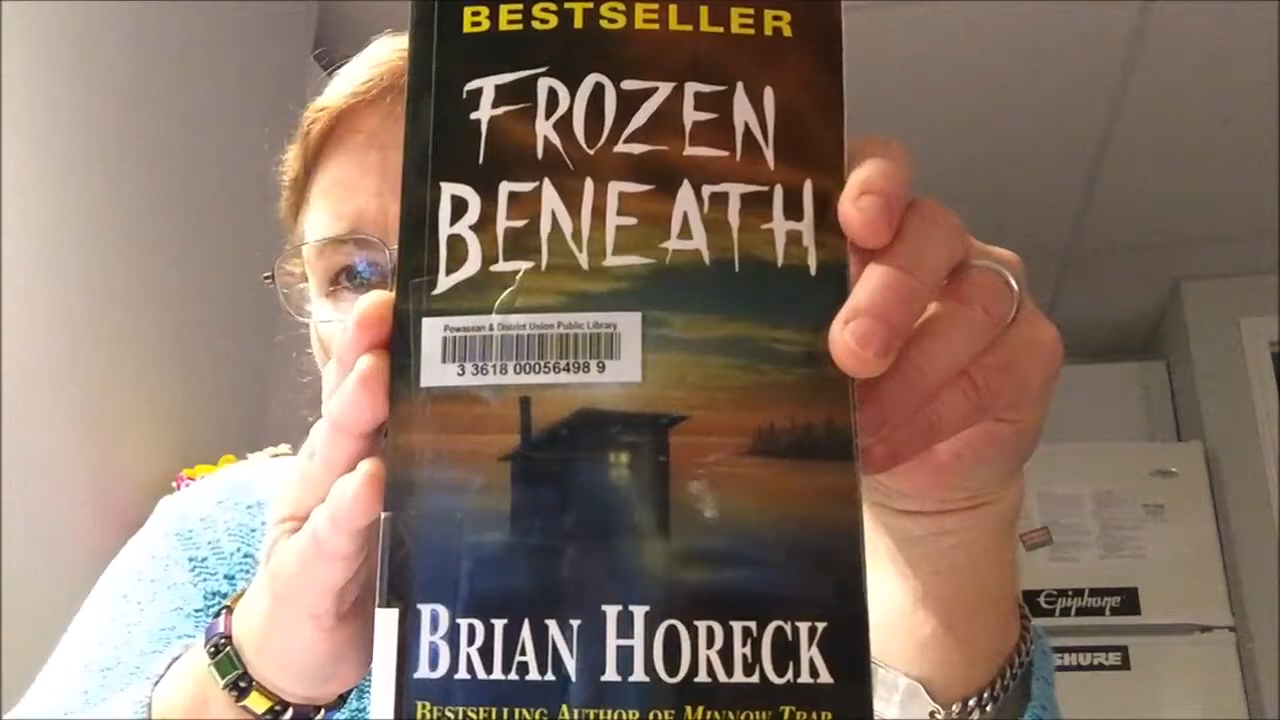 BESTSELLER
FROZEN
BENEATH
Powassan & District Union Public Library
3 3618 00056498 9
BRIAN HORECK
BESTSELLING AUTHOR OF MINNOW TRAP
Epiphone
SHURE